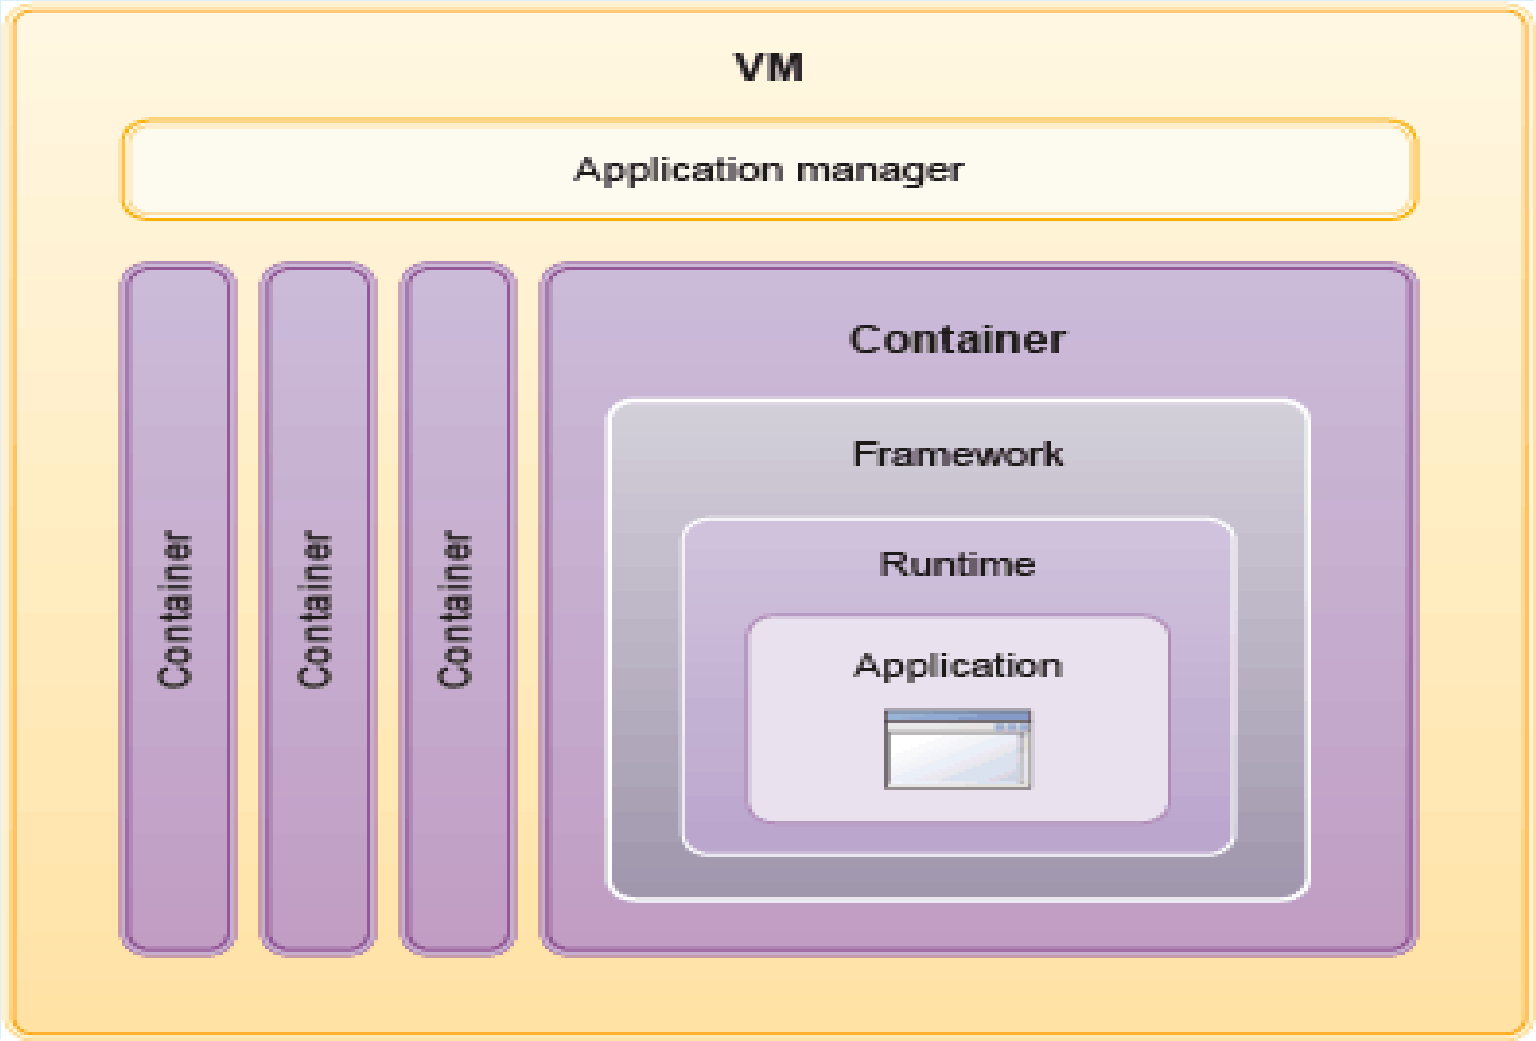 VM
Application manager
Container
Container
Container
Container
Framework
Runtime
Application